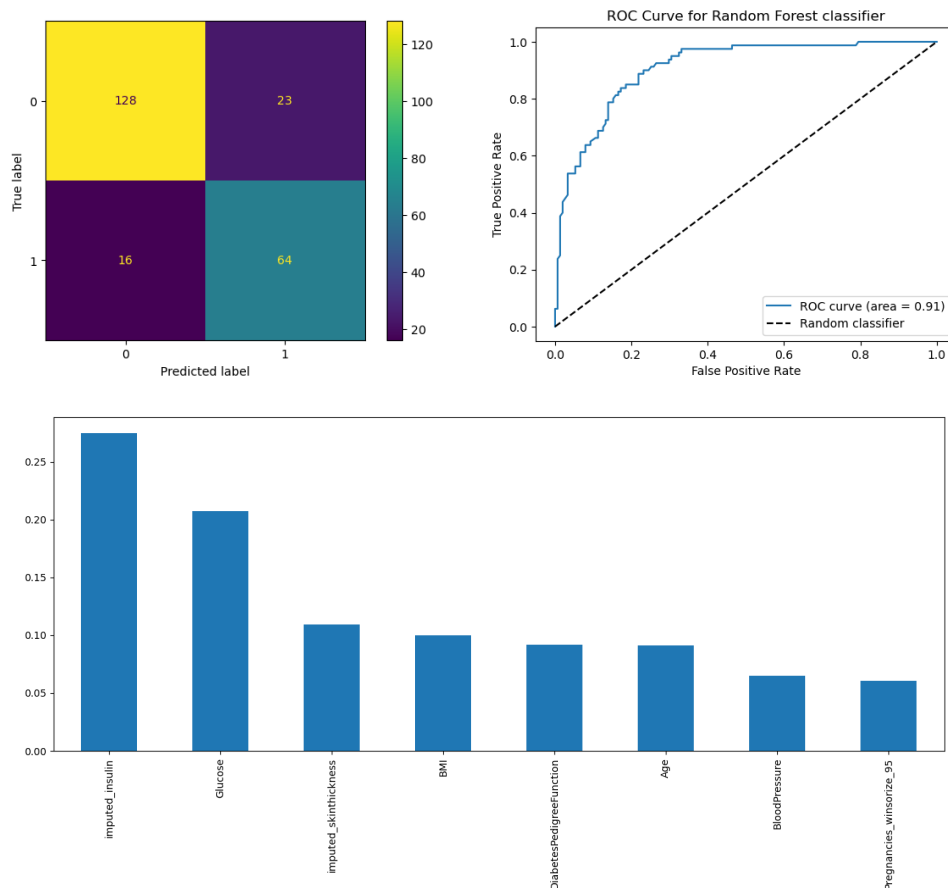 0
128
23
1
16
64
0
1
Predicted label
True label
120
100
80
60
40
20
ROC Curve for Random Forest classifier
1.0
0.8
0.6
0.4
0.2
0.0
True Positive Rate
0.0
0.2
0.4
0.6
0.8
1.0
False Positive Rate
ROC curve (area = 0.91)
Random classifier
0.25
0.20
0.15
0.10
0.05
0.00
imputed_insulin
Glucose
imputed_skinthickness
BMI
DiabetesPedigreeFunction
Age
BloodPressure
Pregnancies_winsorize_95